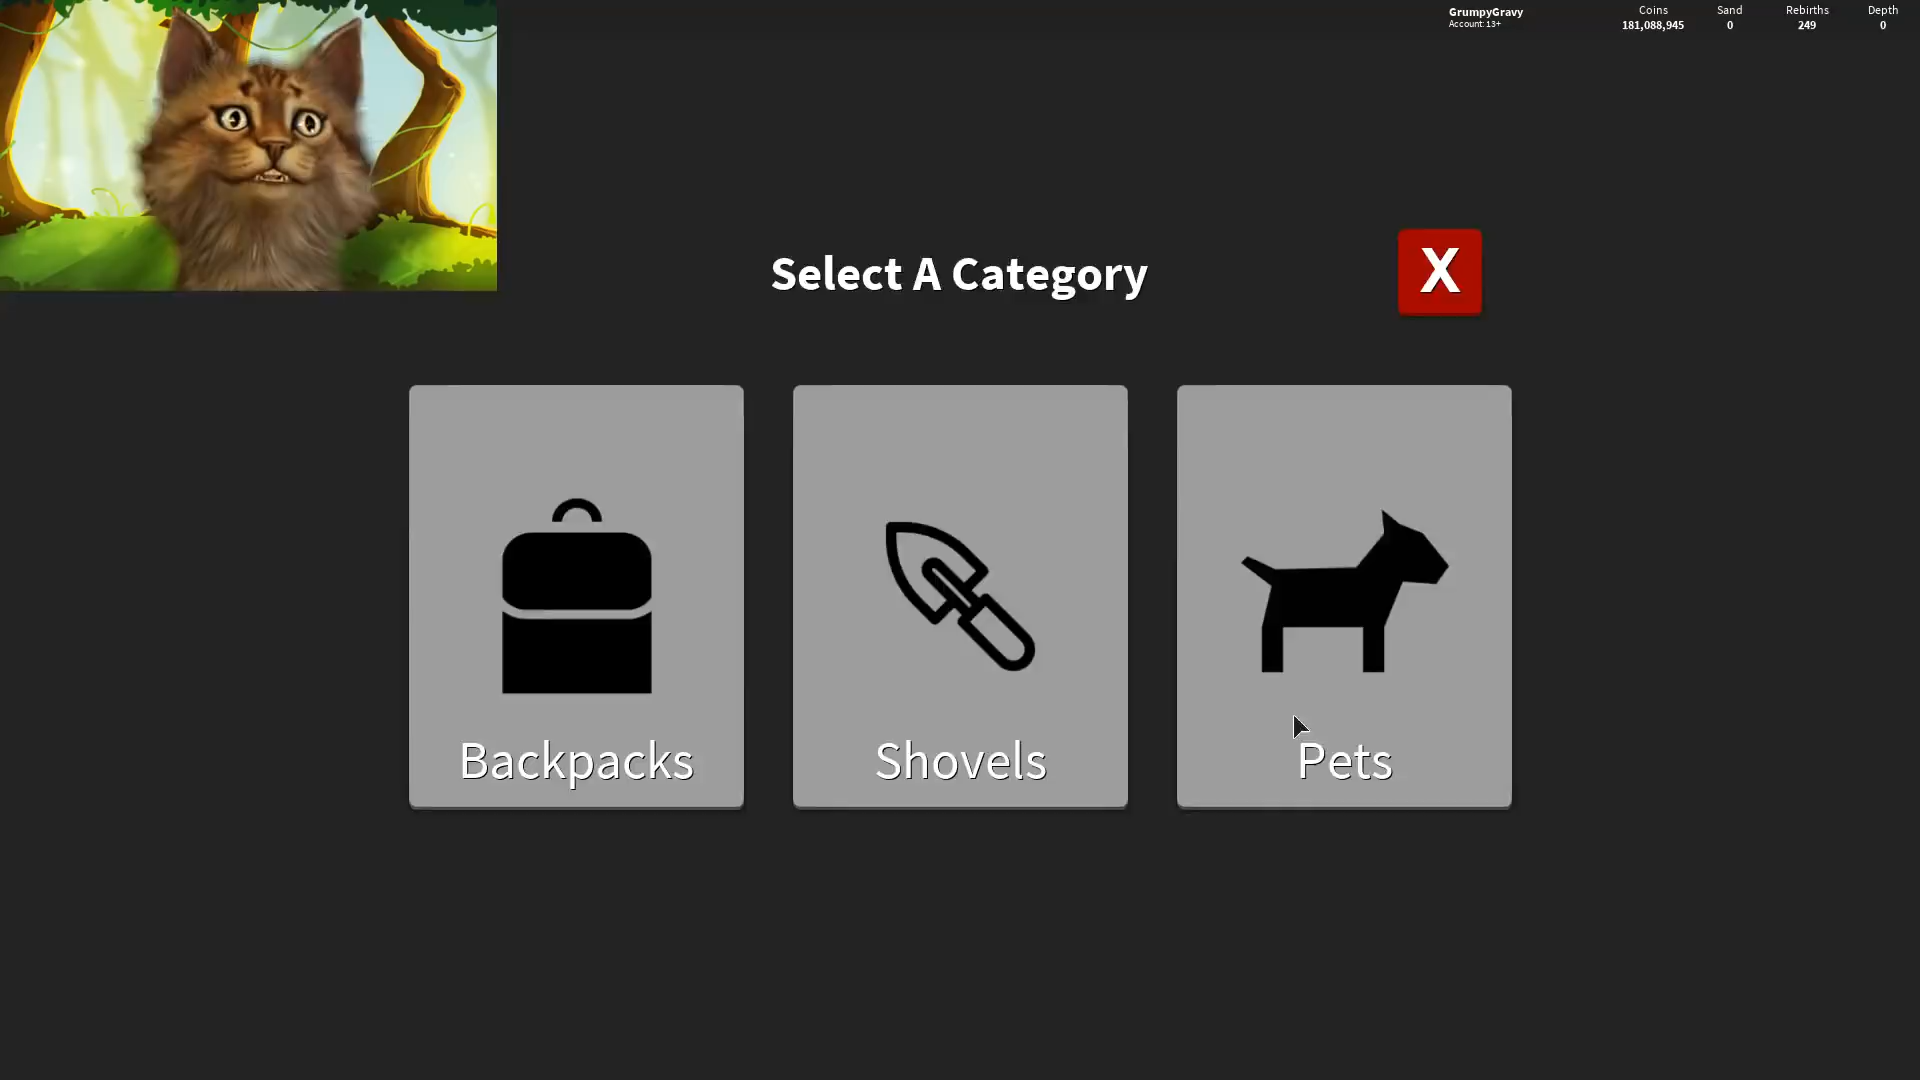 GrumpyGravy
Account: 13+
Coins
181,088,945
Sand
0
Rebirths
249
Depth
0
Select A Category
X
Backpacks
Shovels
Pets